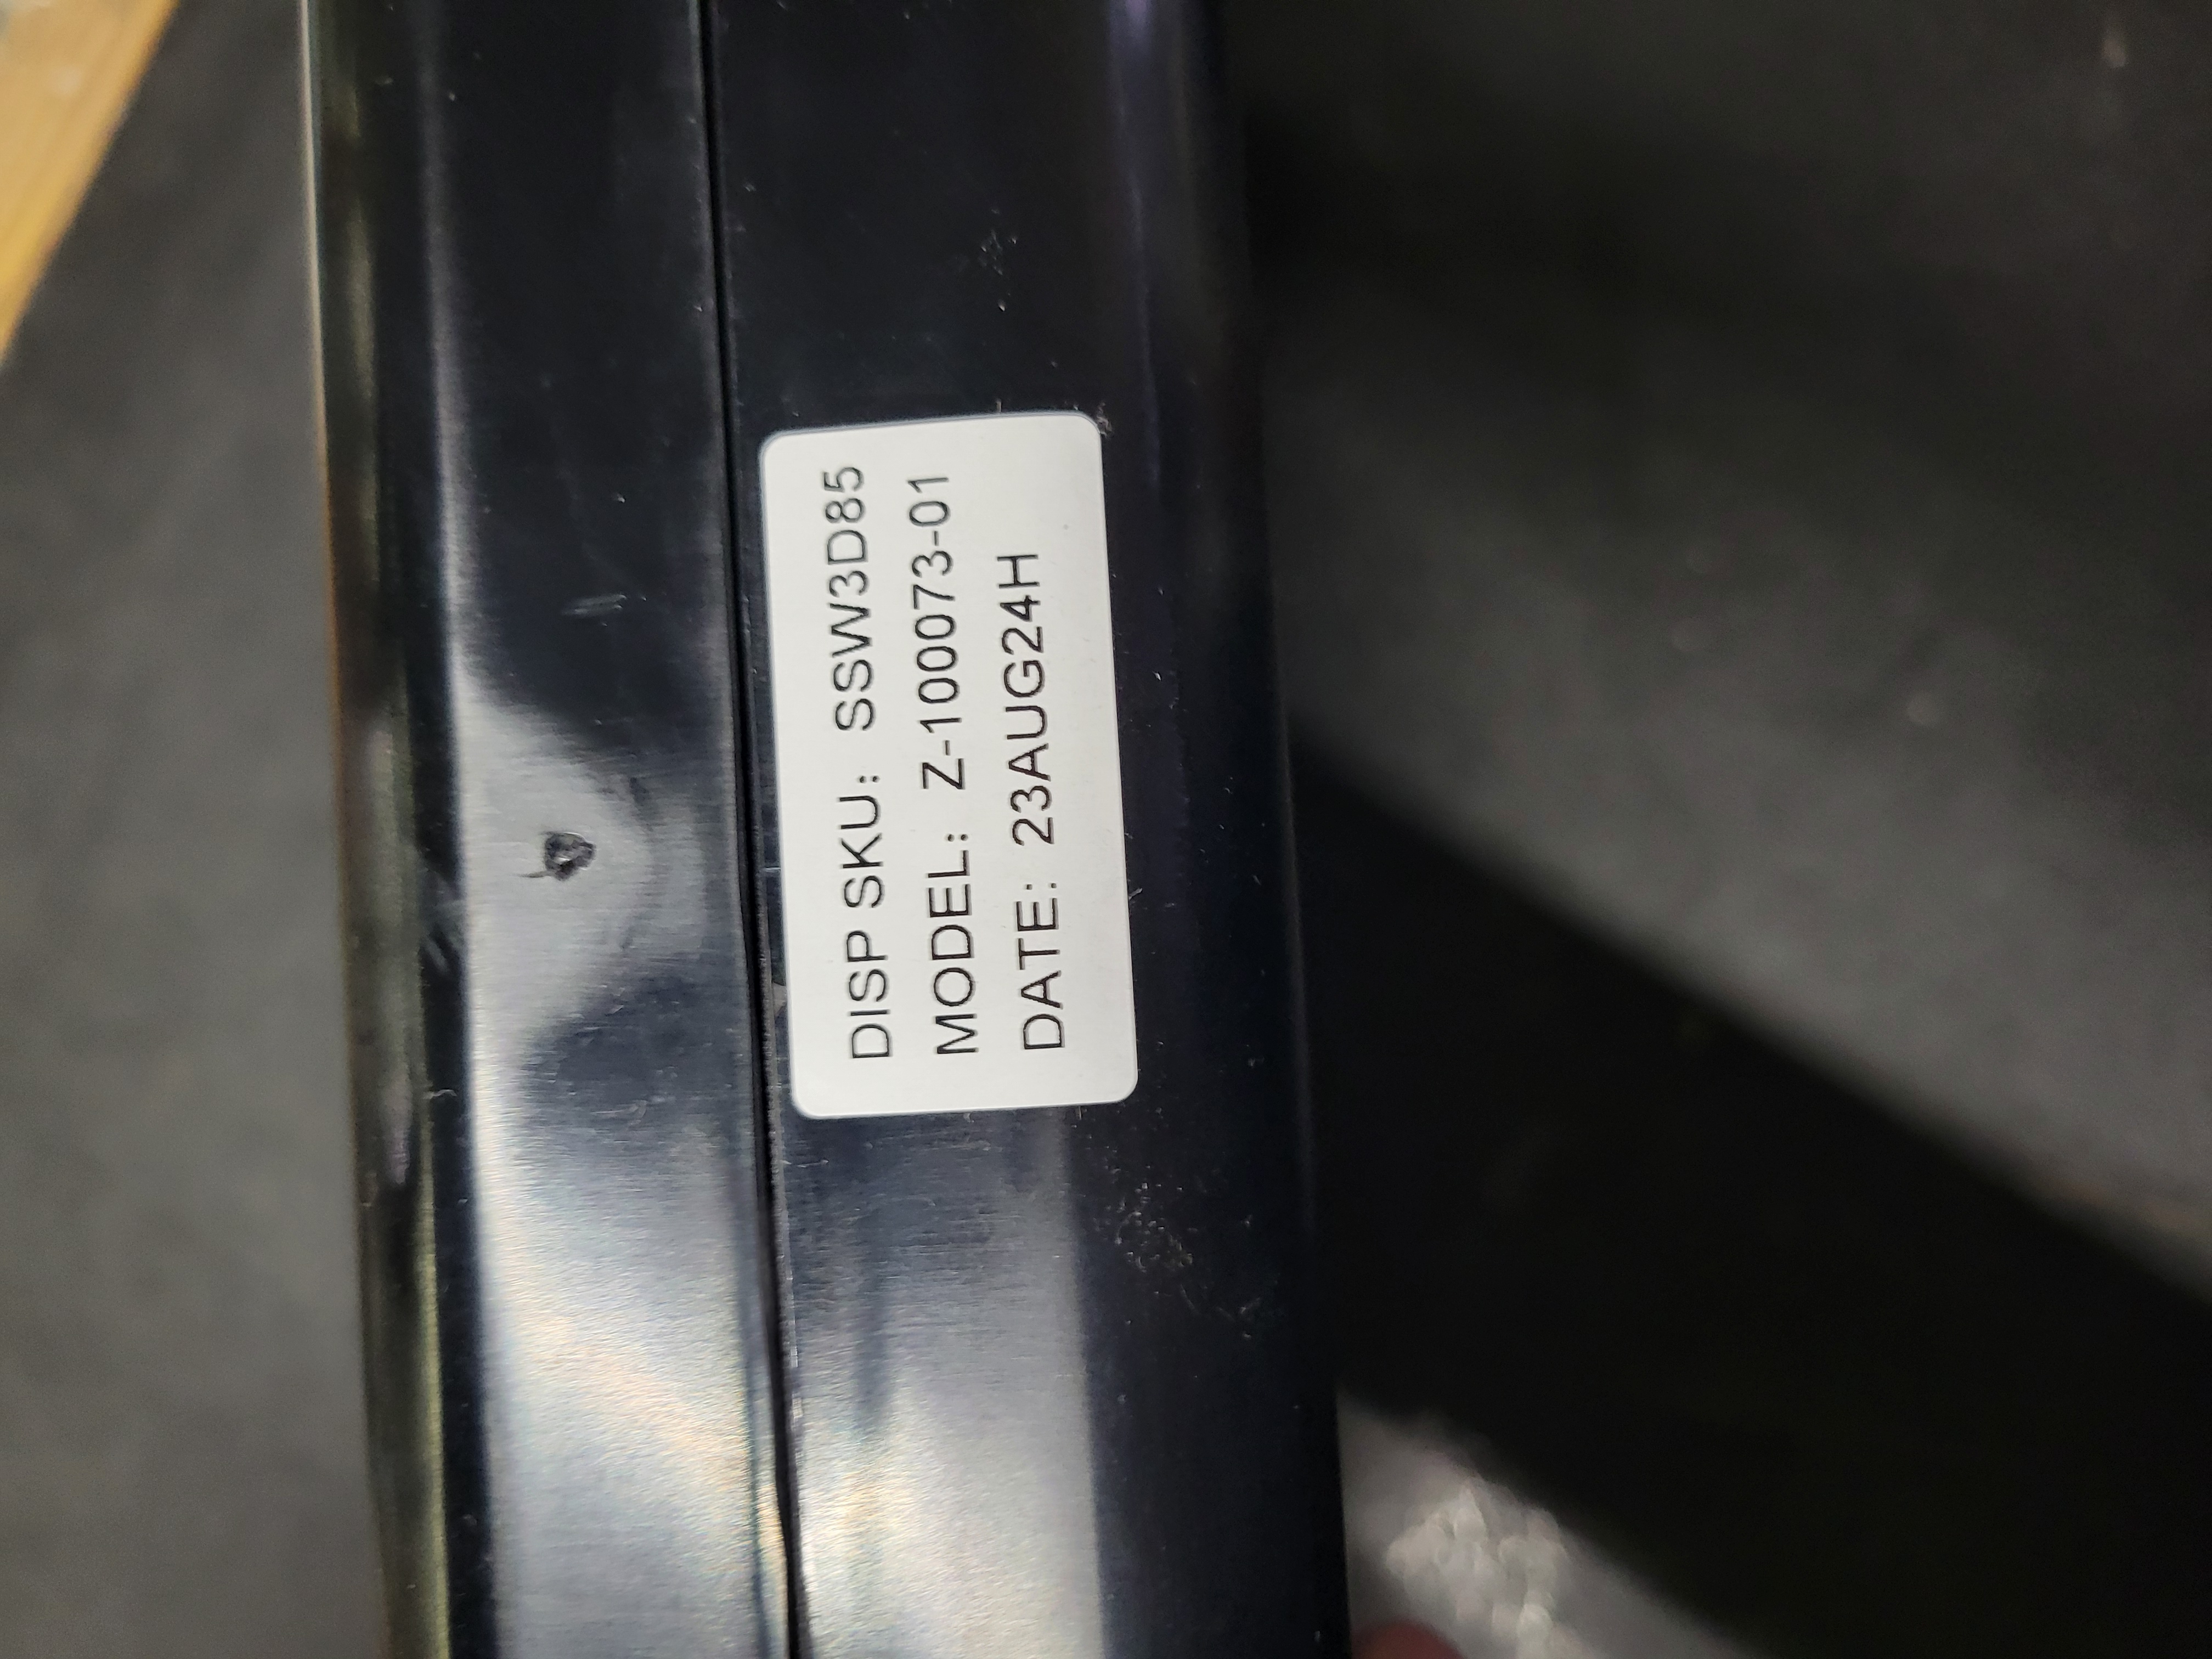 DISP SKU: SSW3D85
MODEL: Z-100073-01
DATE: 23AUG24H